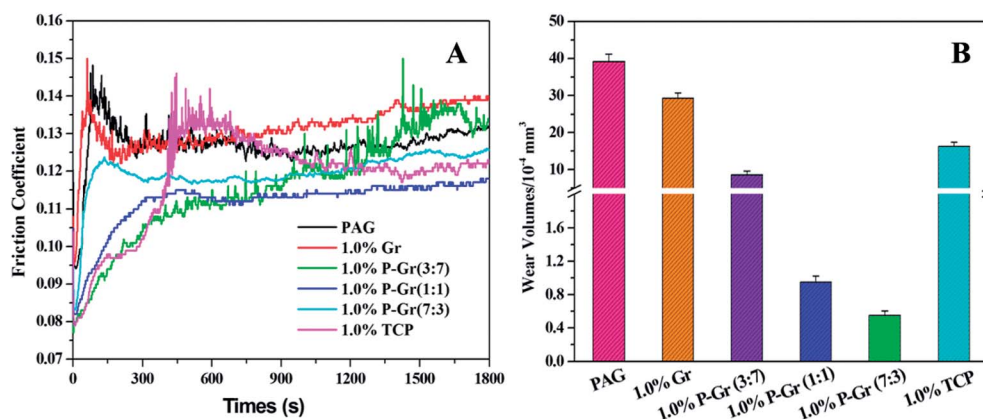 A
Friction Coefficient
0.16
0.15
0.14
0.13
0.12
0.11
0.10
0.09
0.08
0.07
PAG
1.0% Gr
1.0% P-Gr(3:7)
1.0% P-Gr(1:1)
1.0% P-Gr(7:3)
1.0% TCP
0 300 600 900 1200 1500 1800
Times (s)
B
Wear Volumes/10⁻⁴ mm³
50
40
30
20
10
1.6
1.2
0.8
0.4
0.0
PAG
1.0% Gr
1.0% P-Gr (3:7)
1.0% P-Gr (1:1)
1.0% P-Gr (7:3)
1.0% TCP